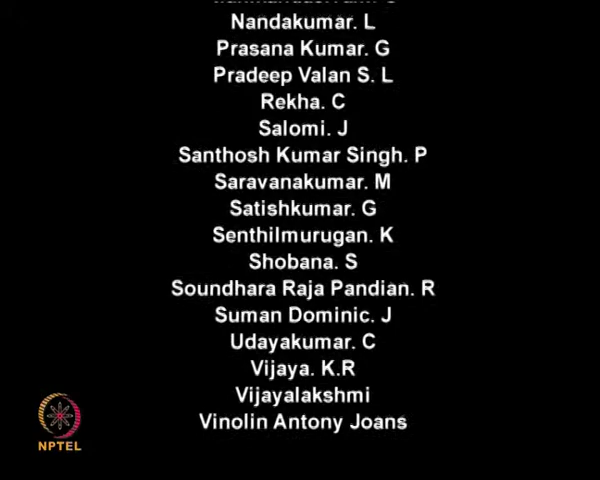 Nandakumar. L
Prasana Kumar. G
Pradeep Valan S. L
Rekha. C
Salomi. J
Santhosh Kumar Singh. P
Saravanakumar. M
Satishkumar. G
Senthilmurugan. K
Shobana. S
Soundhara Raja Pandian. R
Suman Dominic. J
Udayakumar. C
Vijaya. K.R
Vijayalakshmi
Vinolin Antony Joans
NPTEL